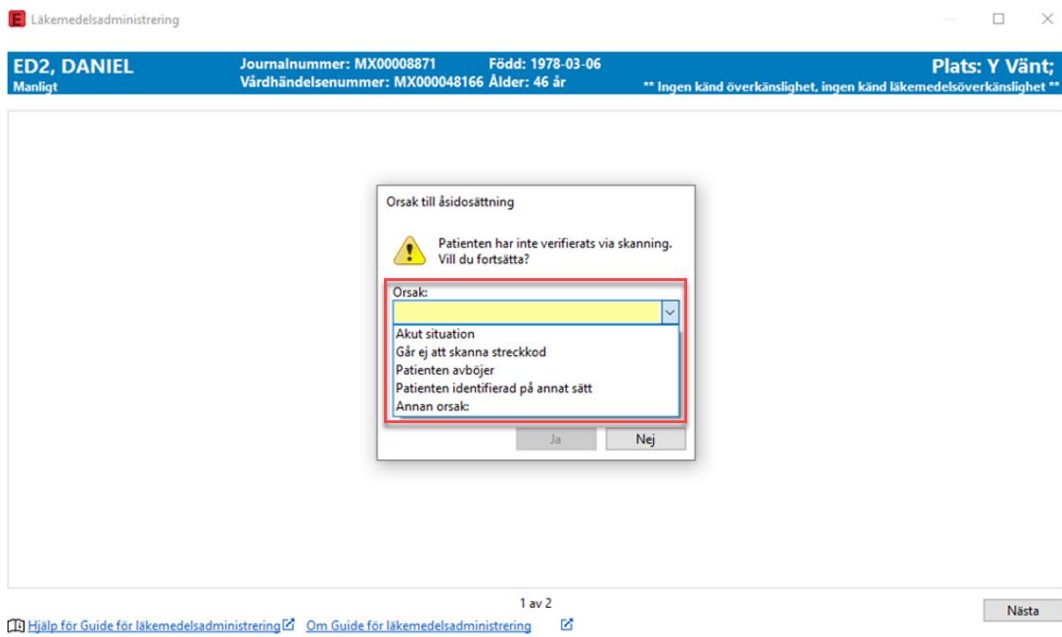 Läkemedelsadministrering
ED2, DANIEL
Manligt
Journalnummer: MX00008871
Vårdhändelsenummer: MX000048166
Född: 1978-03-06
Ålder: 46 år
Plats: Y Vänt;
** Ingen känd överkänslighet, ingen känd läkemedelsöverkänslighet **
Orsak till åsidosättning
Patienten har inte verifierats via skanning.
Vill du fortsätta?
Orsak:
Akut situation
Går ej att skanna streckkod
Patienten avböjer
Patienten identifierad på annat sätt
Annan orsak:
Ja
Nej
1 av 2
Nästa
Hjälp för Guide för läkemedelsadministrering
Om Guide för läkemedelsadministrering